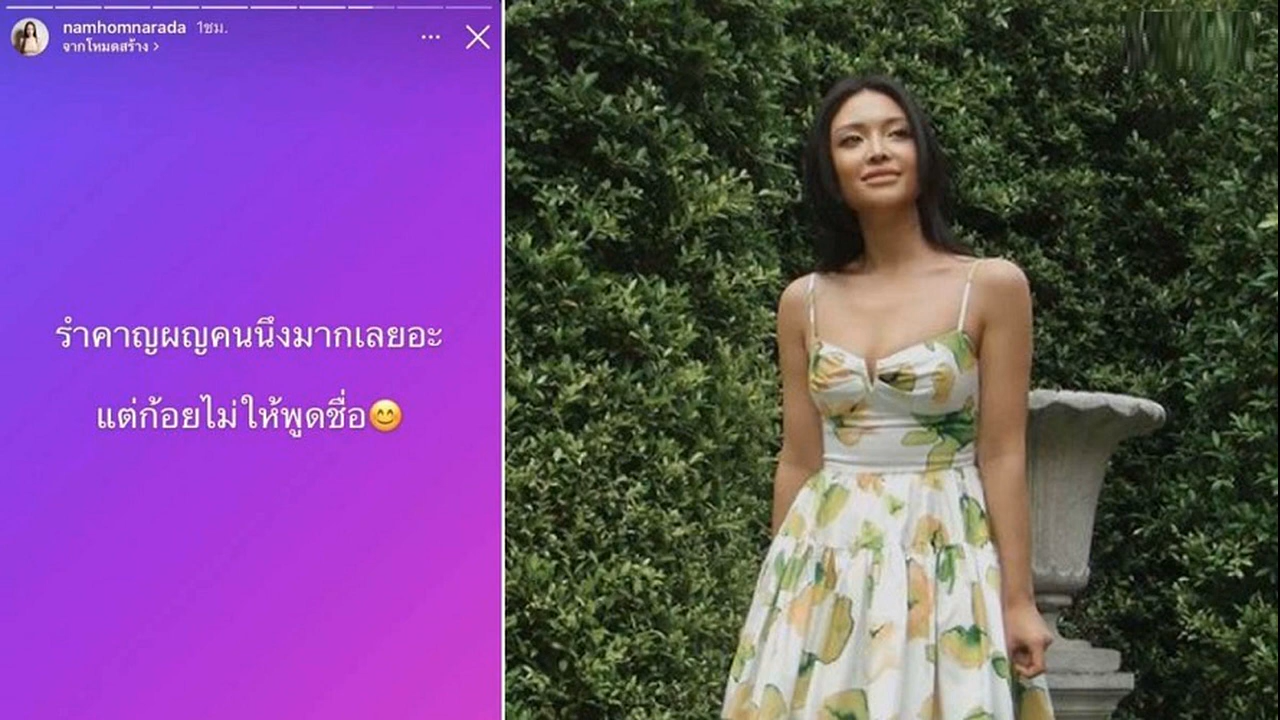 namhomnarada 1ชม.
จากโหมดสร้าง >
รำคาญผญคนนึงมากเลยอะ
แต่ก้อยไม่ให้พูดชื่อ😊